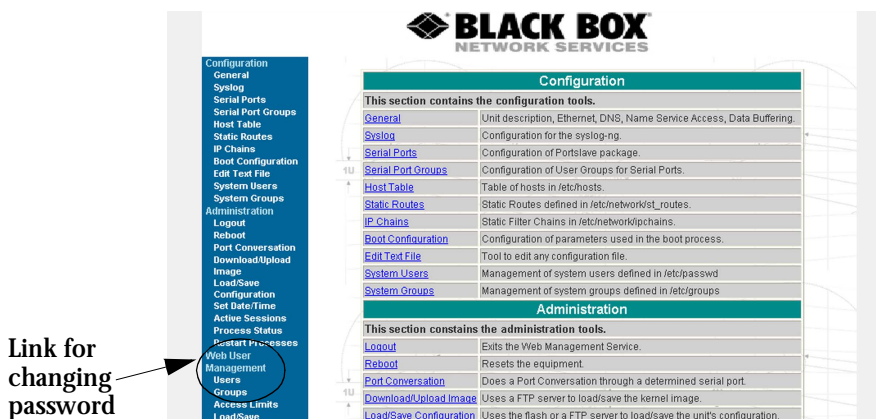 BLACK BOX
NETWORK SERVICES
Configuration
General
Syslog
Serial Ports
Serial Port Groups
Host Table
Static Routes
IP Chains
Boot Configuration
Edit Text File
System Users
System Groups
Administration
Logout
Reboot
Port Conversation
Download/Upload
Image
Load/Save
Configuration
Set Date/Time
Active Sessions
Process Status
Restart Processes
Web User
Management
Users
Groups
Access Limits
Load/Save
Link for
changing
password
1U
1U
Configuration
This section contains the configuration tools.
General Unit description, Ethernet, DNS, Name Service Access, Data Buffering.
Syslog Configuration for the syslog-ng.
Serial Ports Configuration of Portslave package.
Serial Port Groups Configuration of User Groups for Serial Ports.
Host Table Table of hosts in /etc/hosts.
Static Routes Static Routes defined in /etc/network/st_routes.
IP Chains Static Filter Chains in /etc/network/ipchains.
Boot Configuration Configuration of parameters used in the boot process.
Edit Text File Tool to edit any configuration file.
System Users Management of system users defined in /etc/passwd
System Groups Management of system groups defined in /etc/groups
Administration
This section constains the administration tools.
Logout Exits the Web Management Service.
Reboot Resets the equipment.
Port Conversation Does a Port Conversation through a determined serial port.
Download/Upload Image Uses a FTP server to load/save the kernel image.
Load/Save Configuration Uses the flash or a FTP server to load/save the unit's configuration.